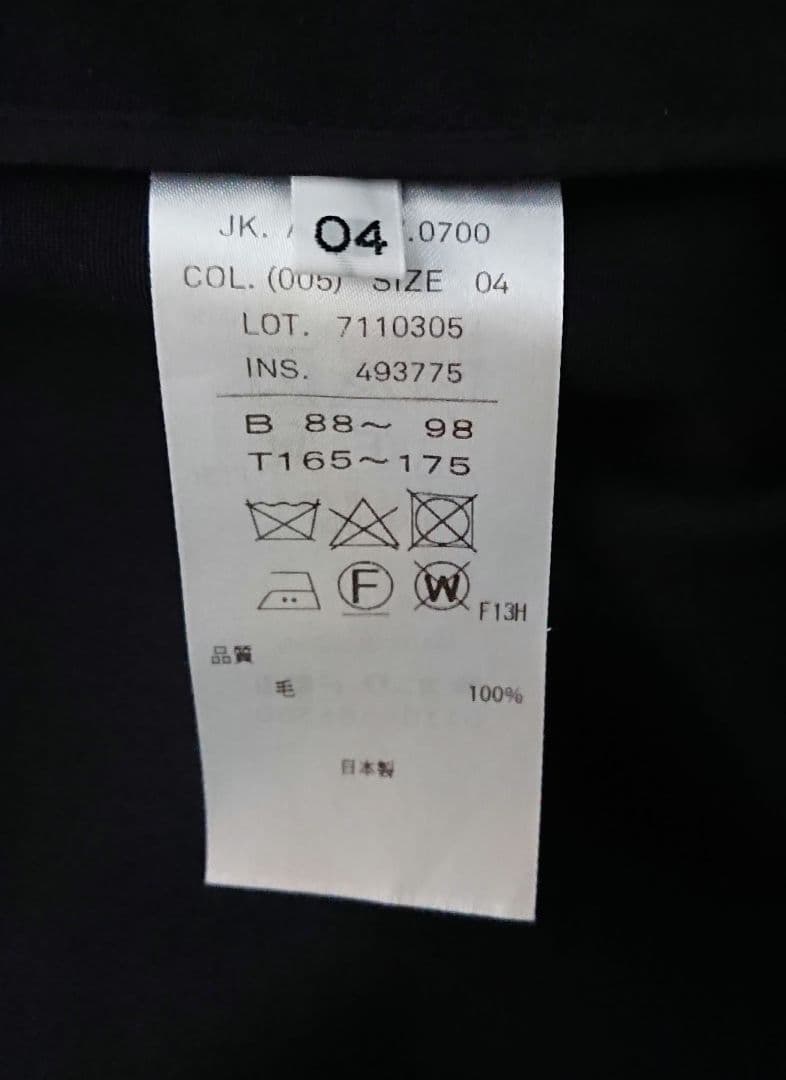 04
JK. .0700
COL. (005) SIZE 04
LOT. 7110305
INS. 493775
B 88～ 98
T165～175
F W
F13H
品質
毛 100%
日本製